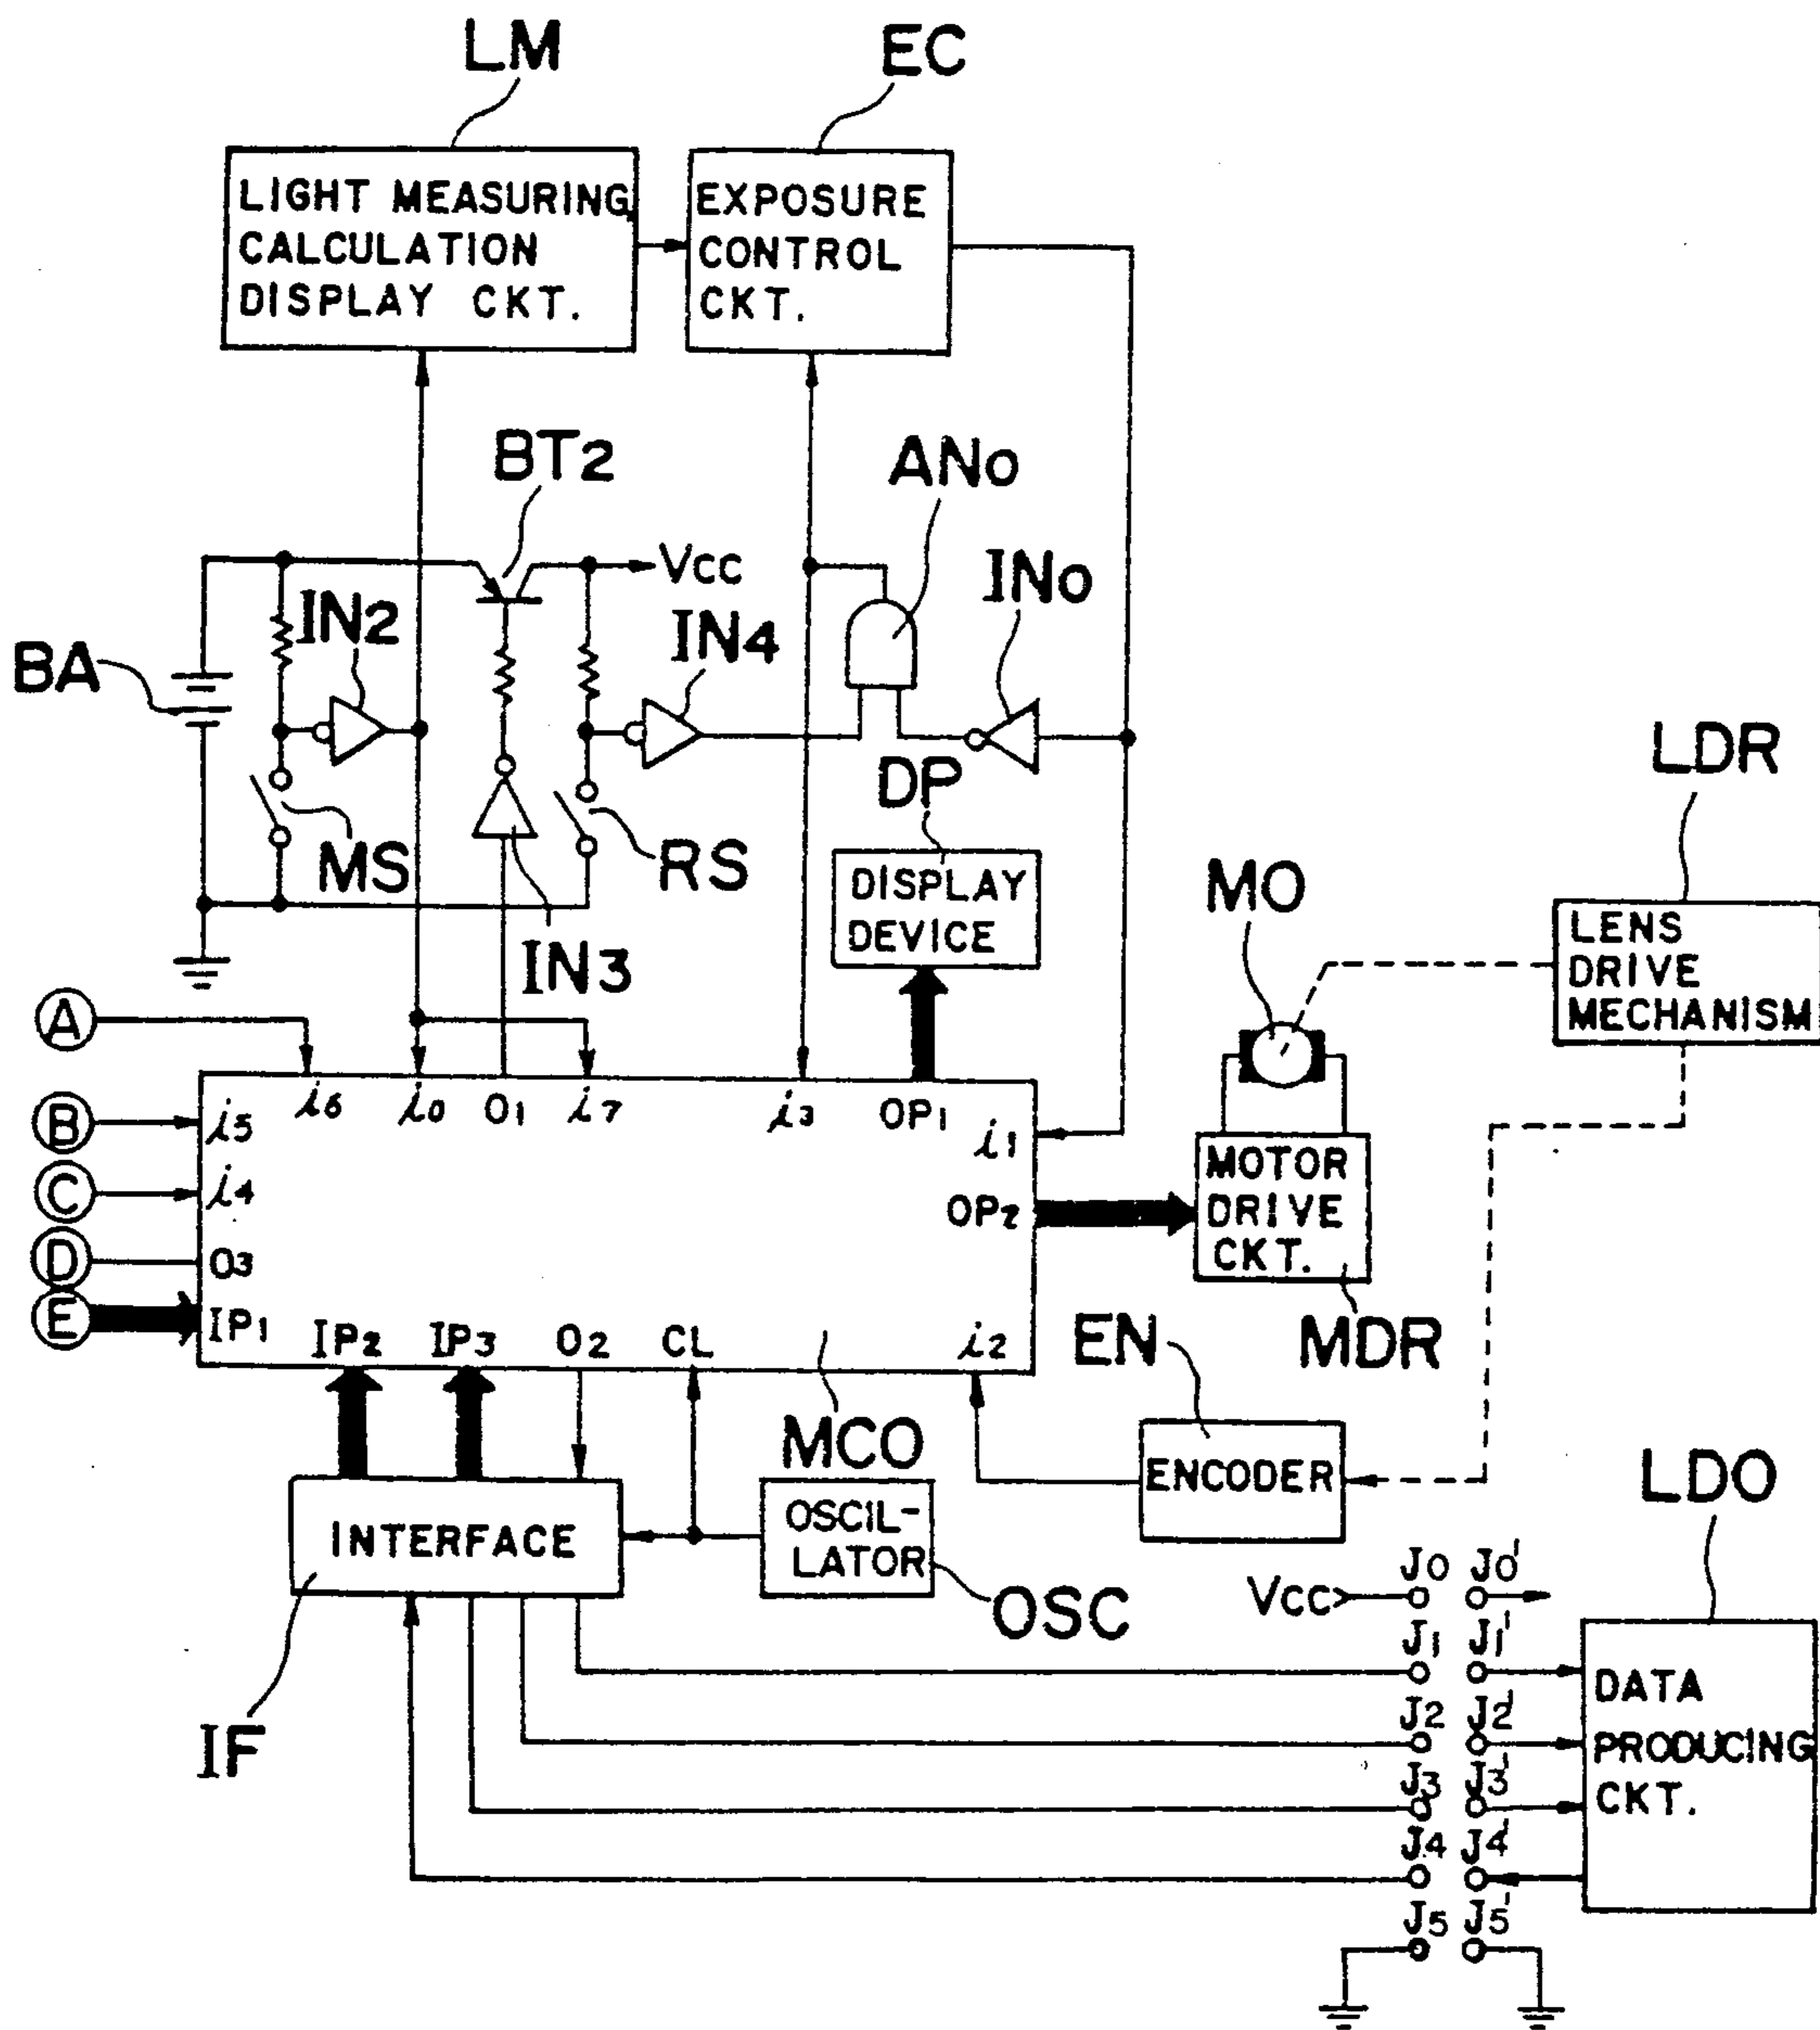 LM
EC
LIGHT MEASURING
CALCULATION
DISPLAY CKT.
EXPOSURE
CONTROL
CKT.
BT2
ANo
Vcc
INo
IN2
IN4
BA
LDR
DP
MS
RS
DISPLAY
DEVICE
MO
LENS
DRIVE
MECHANISM
IN3
A
i6
i0
O1
i7
i3
OP1
B
i5
i1
C
i4
MOTOR
DRIVE
CKT.
OP2
D
O3
E
IP1
IP2
IP3
O2
CL
i2
EN
MDR
MCO
LDO
ENCODER
INTERFACE
OSCIL-
LATOR
OSC
Vcc
J0
J0'
J1
J1'
DATA
PRODUCING
CKT.
IF
J2
J2'
J3
J3'
J4
J4'
J5
J5'